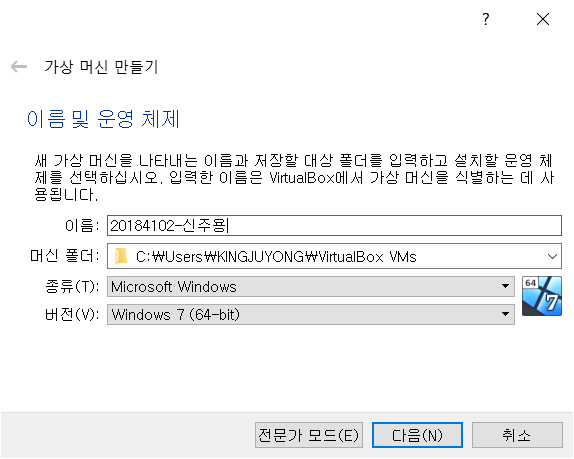 ?
가상 머신 만들기
이름 및 운영 체제
새 가상 머신을 나타내는 이름과 저장할 대상 폴더를 입력하고 설치할 운영 체
제를 선택하십시오. 입력한 이름은 VirtualBox에서 가상 머신을 식별하는 데 사
용됩니다.
이름: 20184102-신주용
머신 폴더: C:₩Users₩KINGJUYONG₩VirtualBox VMs
종류(T): Microsoft Windows
64
버전(V): Windows 7 (64-bit)
7
전문가 모드(E) 다음(N) 취소